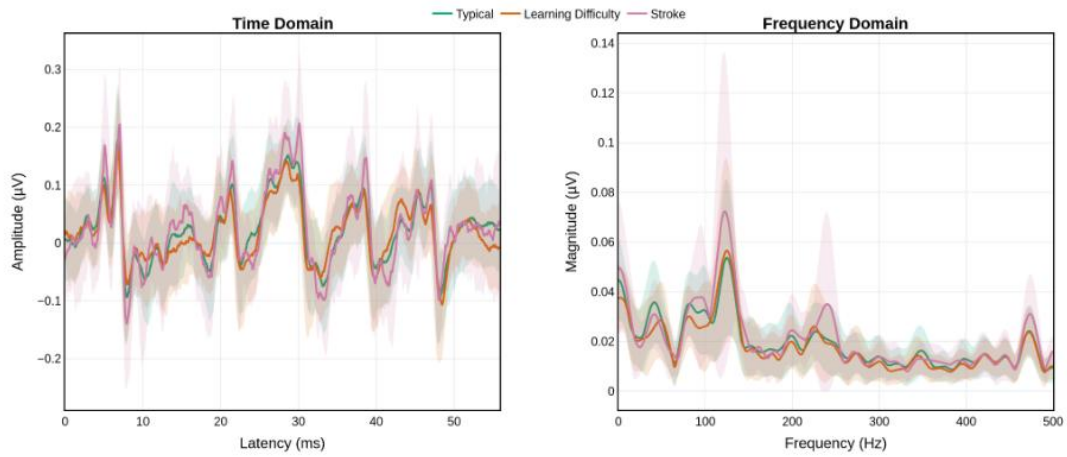 Typical Learning Difficulty Stroke
Time Domain
Amplitude (µV)
0.3
0.2
0.1
0
−0.1
−0.2
0 10 20 30 40 50
Latency (ms)
Frequency Domain
Magnitude (µV)
0.14
0.12
0.1
0.08
0.06
0.04
0.02
0
0 100 200 300 400 500
Frequency (Hz)